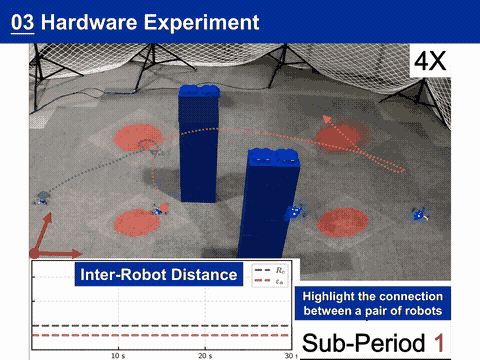 03 Hardware Experiment
4X
Inter-Robot Distance
R_c
ε_a
10 s
20 s
30 s
Highlight the connection
between a pair of robots
Sub-Period 1